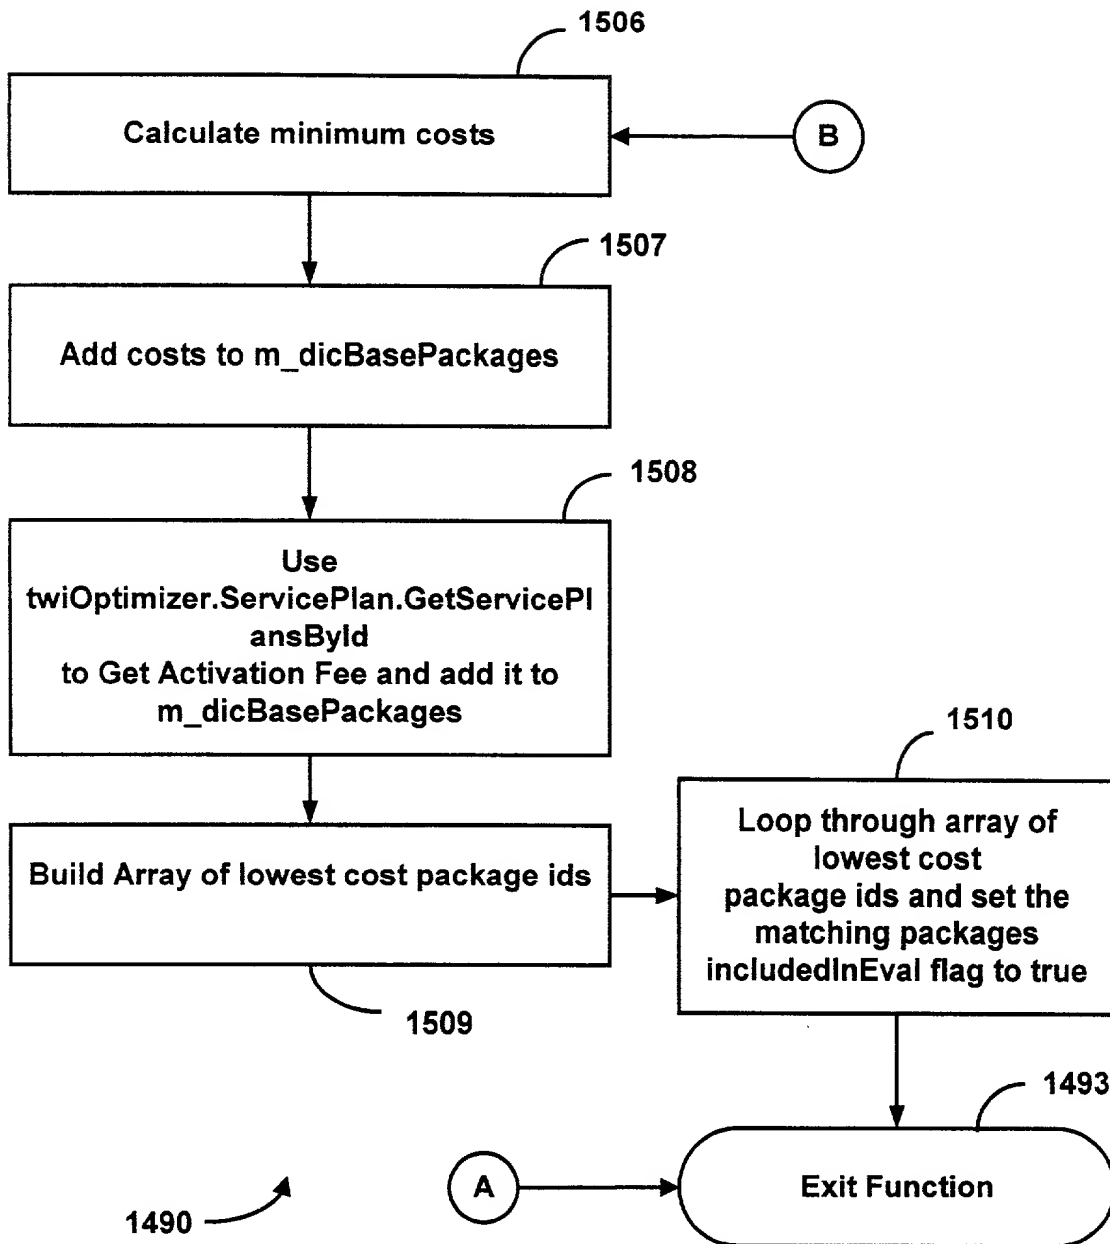 1506
Calculate minimum costs
B
1507
Add costs to m_dicBasePackages
1508
Use
twiOptimizer.ServicePlan.GetServicePl
ansById
to Get Activation Fee and add it to
m_dicBasePackages
1510
Build Array of lowest cost package ids
Loop through array of
lowest cost
package ids and set the
matching packages
includedInEval flag to true
1509
1493
A
Exit Function
1490